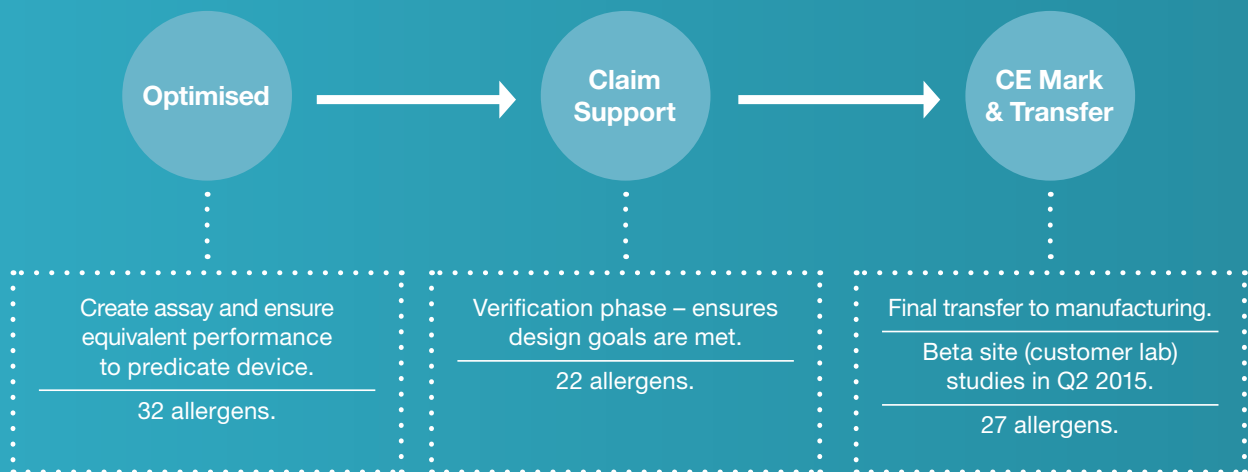 Optimised
Claim
Support
CE Mark
& Transfer
Create assay and ensure
equivalent performance
to predicate device.
32 allergens.
Verification phase – ensures
design goals are met.
22 allergens.
Final transfer to manufacturing.
Beta site (customer lab)
studies in Q2 2015.
27 allergens.